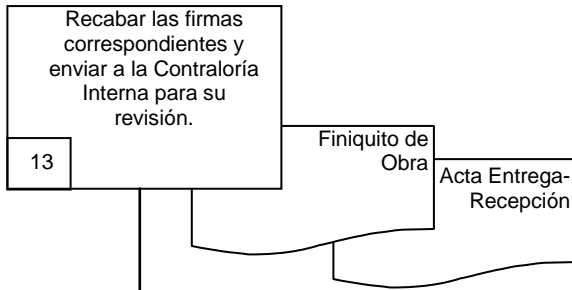 Recabar las firmas
correspondientes y
enviar a la Contraloría
Interna para su
revisión.
13
Finiquito de
Obra
Acta Entrega-
Recepción